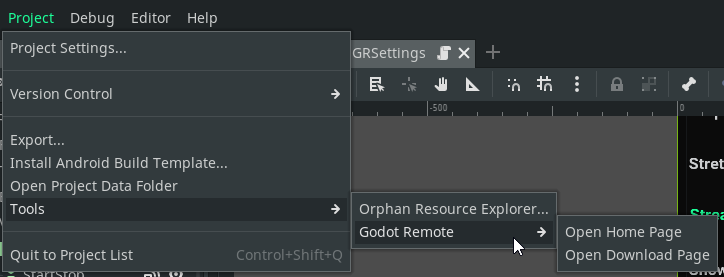 Project Debug Editor Help
Project Settings...
GRSettings
Version Control
-500
0
Export...
Install Android Build Template...
Open Project Data Folder
Stret
Tools
Orphan Resource Explorer...
Godot Remote
Open Home Page
Open Download Page
Quit to Project List Control+Shift+Q
StartStop